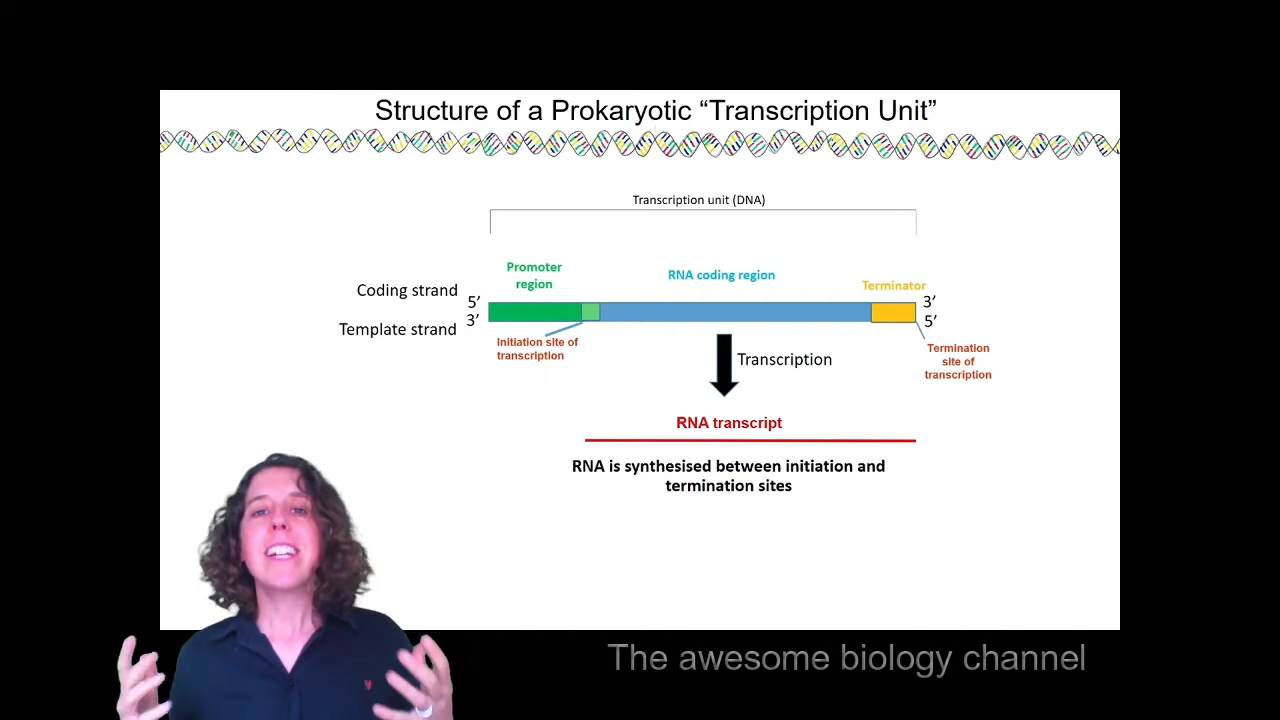 Structure of a Prokaryotic “Transcription Unit”
Transcription unit (DNA)
Promoter
region
RNA coding region
Terminator
Coding strand
5’
3’
Template strand
3’
5’
Initiation site of
transcription
Transcription
Termination
site of
transcription
RNA transcript
RNA is synthesised between initiation and
termination sites
The awesome biology channel